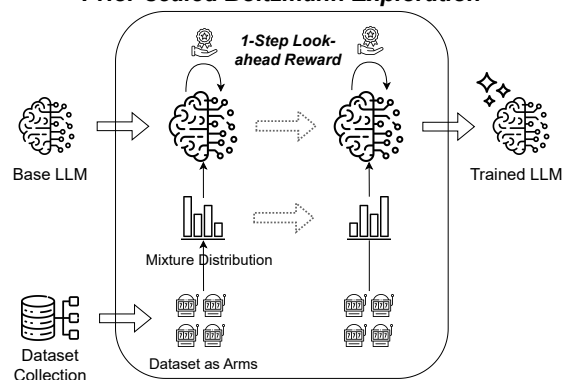 Prior-scaled Boltzmann Exploration
1-Step Look-
ahead Reward
Base LLM
Trained LLM
Mixture Distribution
Dataset
Collection
Dataset as Arms